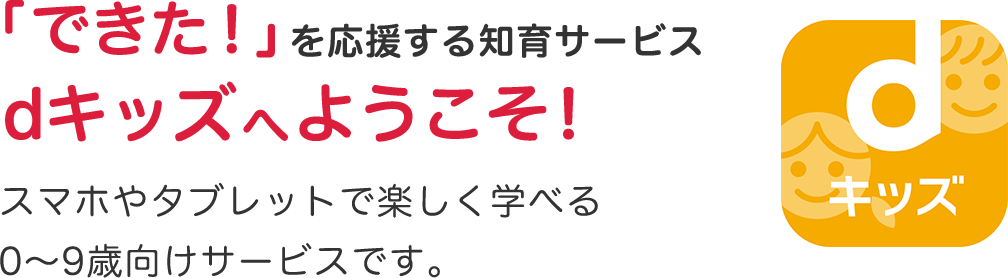 「できた！」を応援する知育サービス
dキッズへようこそ！
スマホやタブレットで楽しく学べる
0～9歳向けサービスです。
d
キッズ